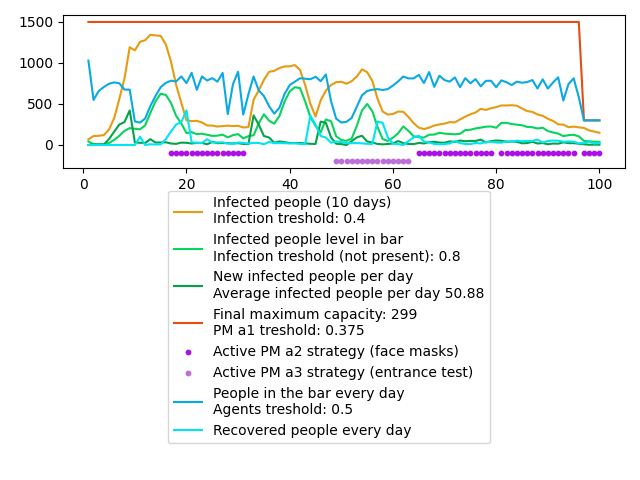 1500
1000
500
0
0 20 40 60 80 100
Infected people (10 days)
Infection treshold: 0.4
Infected people level in bar
Infection treshold (not present): 0.8
New infected people per day
Average infected people per day 50.88
Final maximum capacity: 299
PM a1 treshold: 0.375
Active PM a2 strategy (face masks)
Active PM a3 strategy (entrance test)
People in the bar every day
Agents treshold: 0.5
Recovered people every day